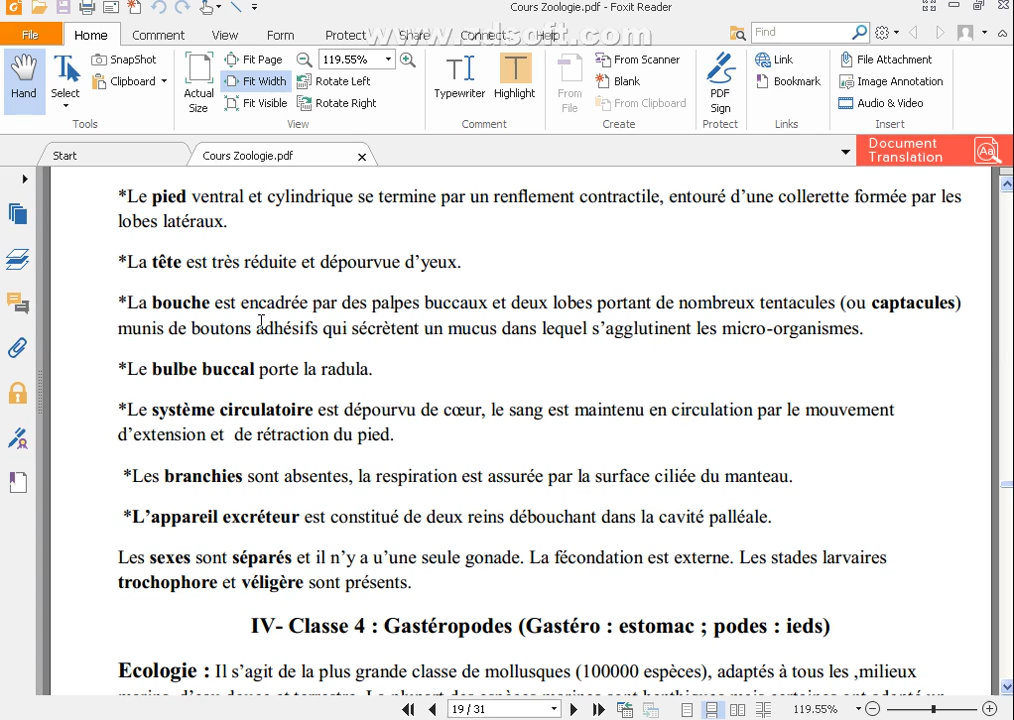 Cours Zoologie.pdf - Foxit Reader
File Home Comment View Form Protect Share Connect Help Find
Hand Select SnapShot Clipboard Tools
Actual Size Fit Page Fit Width Fit Visible 119.55% Rotate Left Rotate Right View
Typewriter Highlight Comment
From File From Scanner Blank From Clipboard Create
PDF Sign Protect
Link Bookmark Links
File Attachment Image Annotation Audio & Video Insert
Start Cours Zoologie.pdf
Document Translation
*Le pied ventral et cylindrique se termine par un renflement contractile, entouré d’une collerette formée par les
lobes latéraux.
*La tête est très réduite et dépourvue d’yeux.
*La bouche est encadrée par des palpes buccaux et deux lobes portant de nombreux tentacules (ou captacules)
munis de boutons adhésifs qui sécrètent un mucus dans lequel s’agglutinent les micro-organismes.
*Le bulbe buccal porte la radula.
*Le système circulatoire est dépourvu de cœur, le sang est maintenu en circulation par le mouvement
d’extension et de rétraction du pied.
*Les branchies sont absentes, la respiration est assurée par la surface ciliée du manteau.
*L’appareil excréteur est constitué de deux reins débouchant dans la cavité palléale.
Les sexes sont séparés et il n’y a u’une seule gonade. La fécondation est externe. Les stades larvaires
trochophore et véligère sont présents.
IV- Classe 4 : Gastéropodes (Gastéro : estomac ; podes : ieds)
Ecologie : Il s’agit de la plus grande classe de mollusques (100000 espèces), adaptés à tous les ,milieux
19 / 31 119.55%